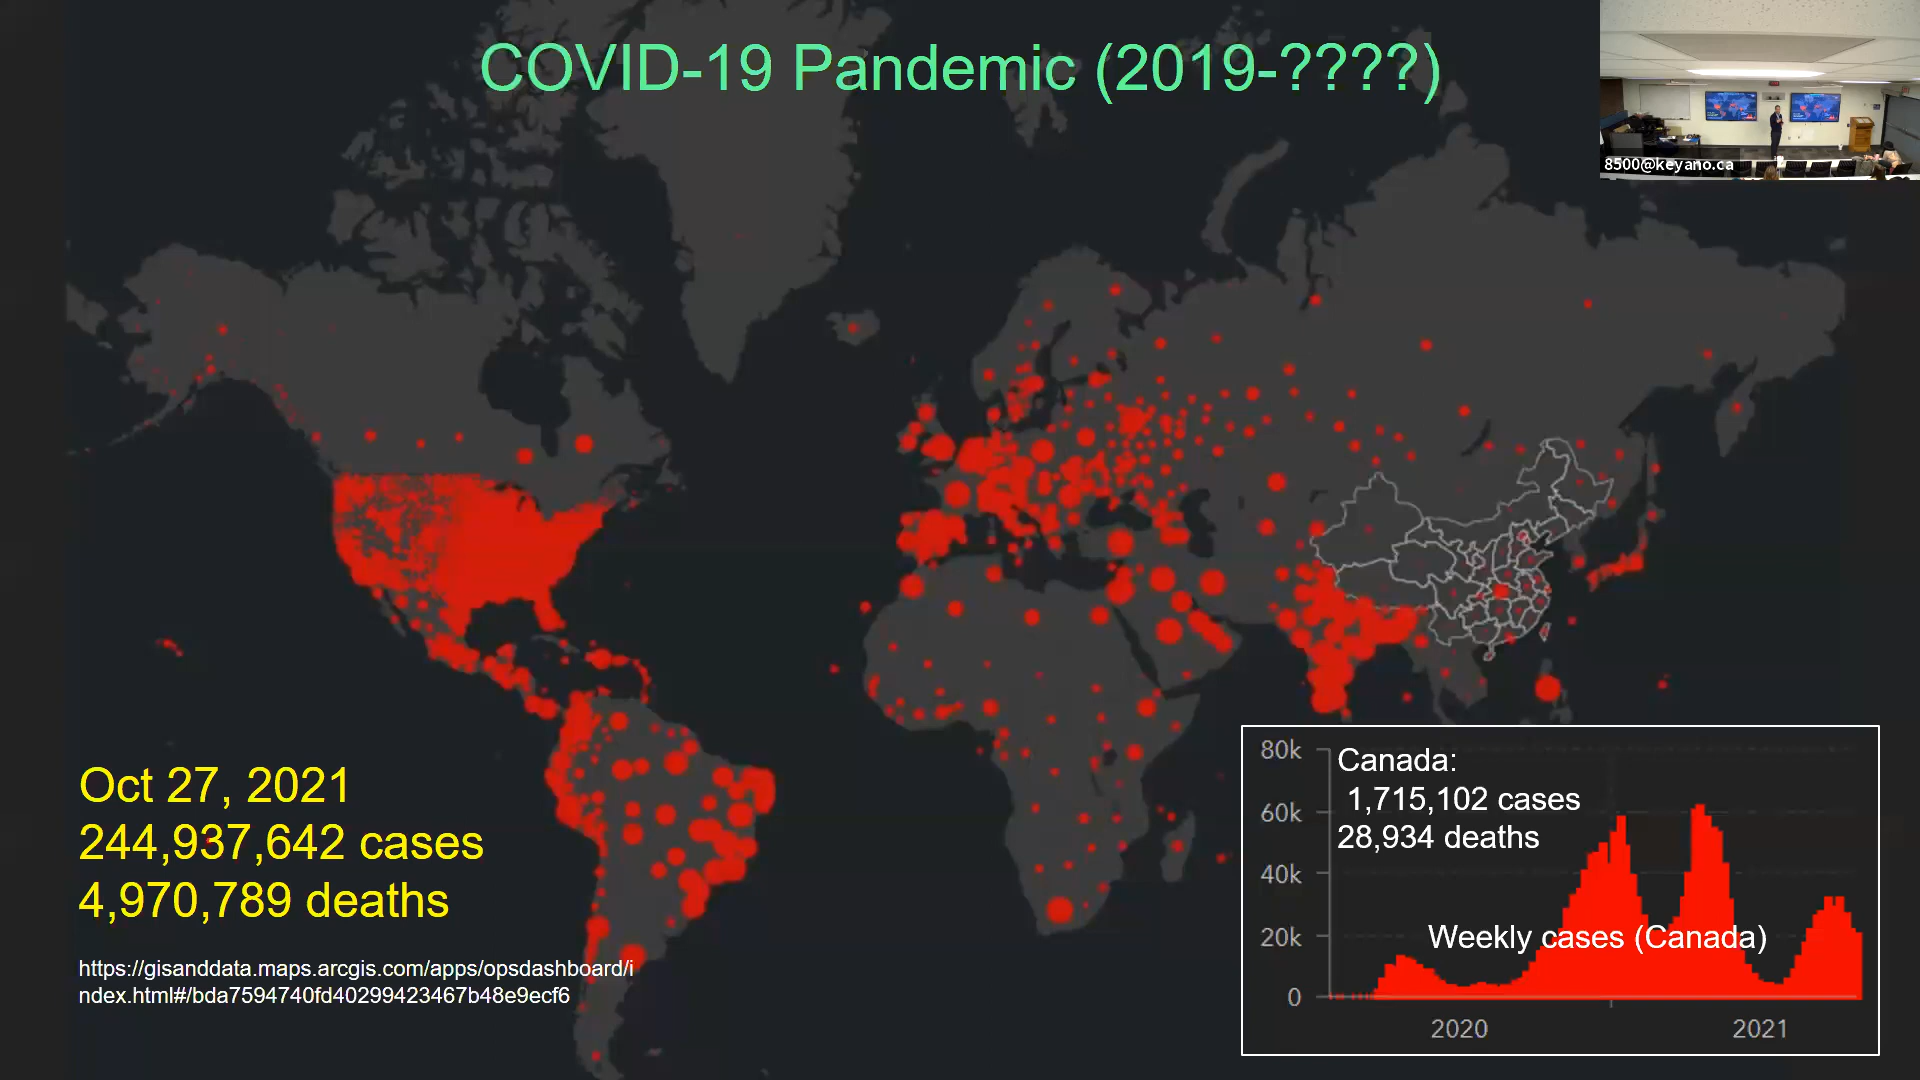 COVID-19 Pandemic (2019-????)
8500@keyano.ca
Oct 27, 2021
244,937,642 cases
4,970,789 deaths
https://gisanddata.maps.arcgis.com/apps/opsdashboard/i
ndex.html#/bda7594740fd40299423467b48e9ecf6
80k
60k
40k
20k
0
Canada:
1,715,102 cases
28,934 deaths
Weekly cases (Canada)
2020
2021